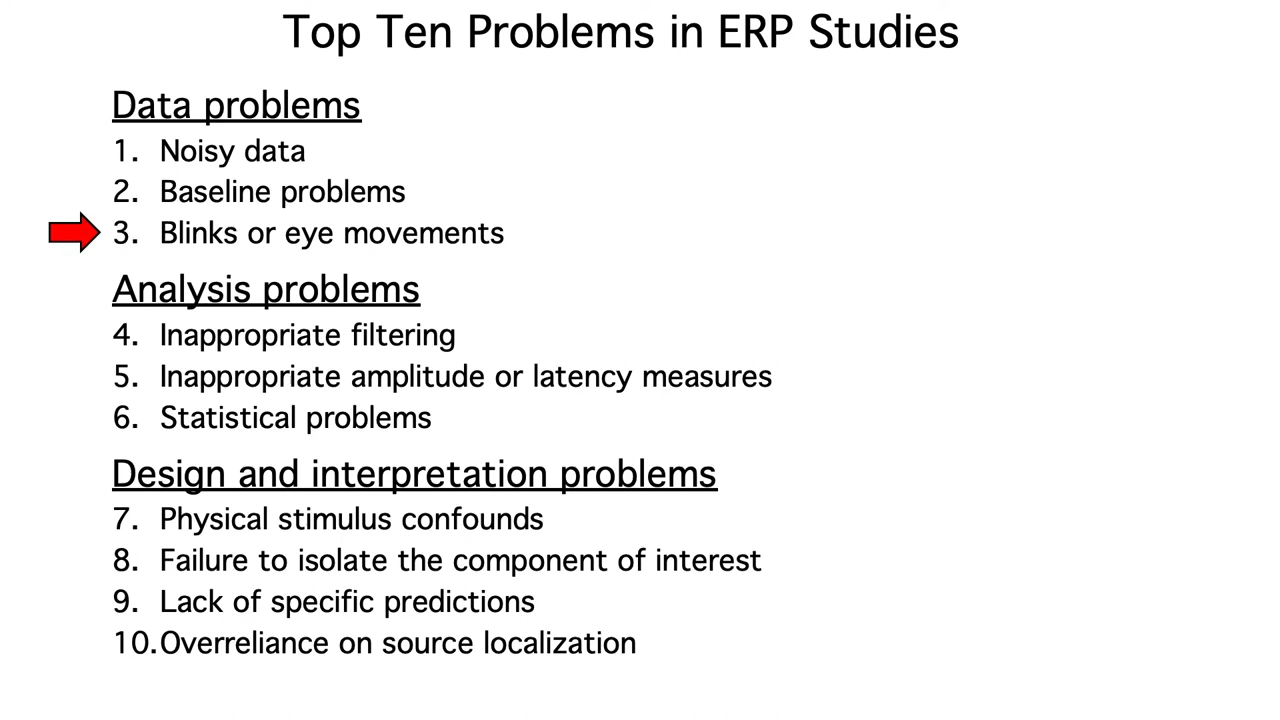 Top Ten Problems in ERP Studies
Data problems
1. Noisy data
2. Baseline problems
3. Blinks or eye movements
Analysis problems
4. Inappropriate filtering
5. Inappropriate amplitude or latency measures
6. Statistical problems
Design and interpretation problems
7. Physical stimulus confounds
8. Failure to isolate the component of interest
9. Lack of specific predictions
10.Overreliance on source localization